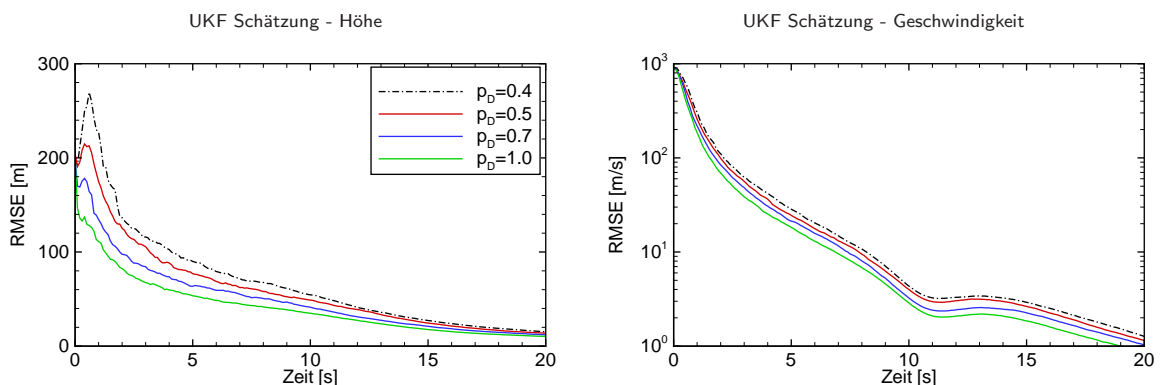 UKF Schätzung - Höhe
300
200
100
0
RMSE [m]
0
5
10
15
20
Zeit [s]
p_D=0.4
p_D=0.5
p_D=0.7
p_D=1.0
UKF Schätzung - Geschwindigkeit
10^3
10^2
10^1
10^0
RMSE [m/s]
0
5
10
15
20
Zeit [s]